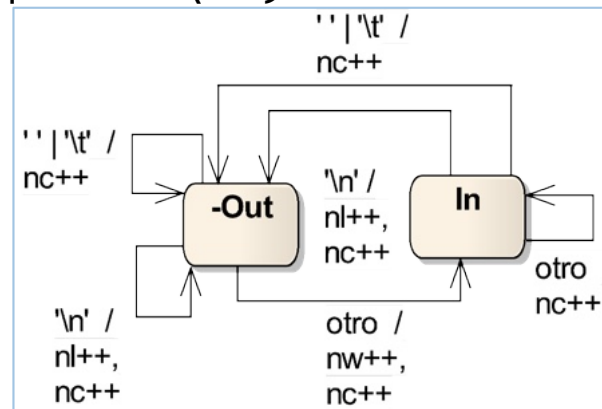 ' ' | '\t' /
nc++
' ' | '\t' /
nc++
-Out
'\n' /
nl++,
nc++
In
otro
nc++
'\n' /
nl++,
nc++
otro /
nw++,
nc++